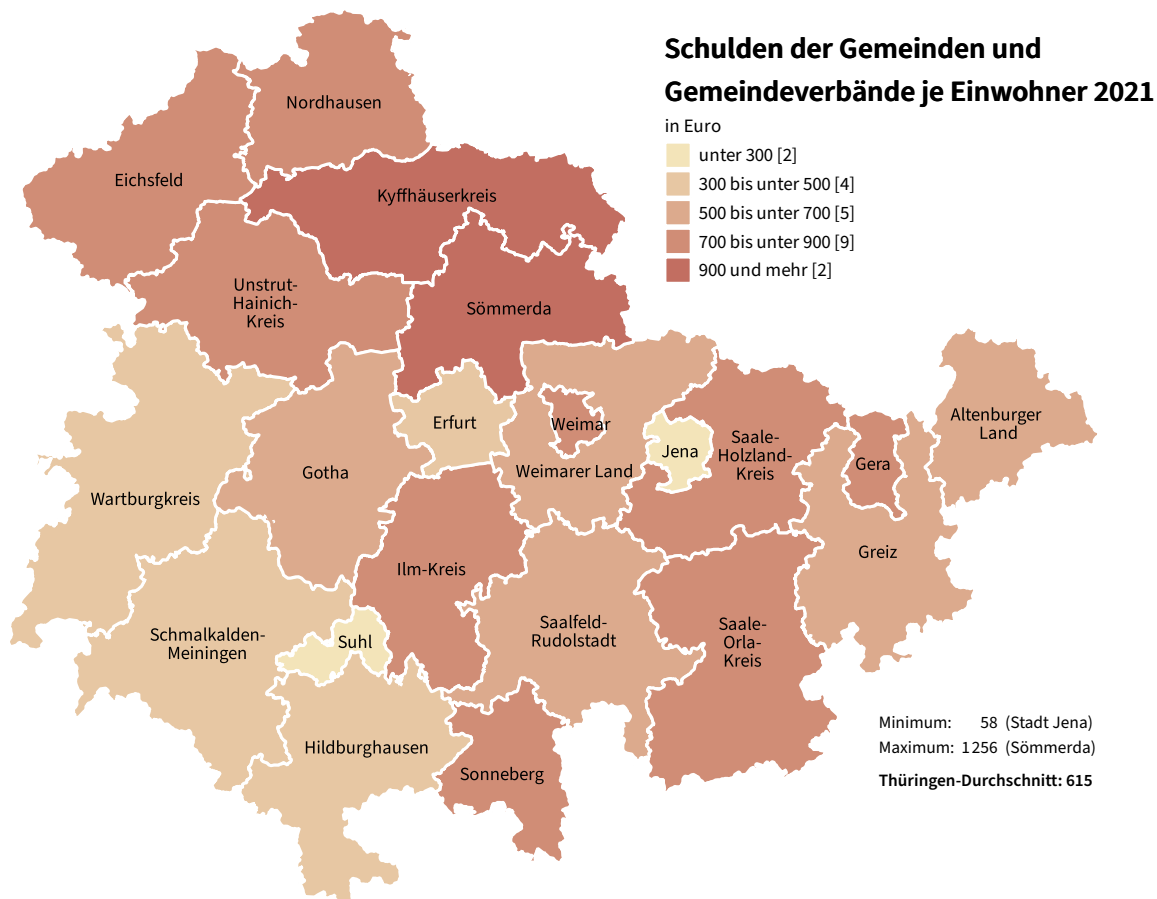 Schulden der Gemeinden und
Gemeindeverbände je Einwohner 2021
in Euro
unter 300 [2]
300 bis unter 500 [4]
500 bis unter 700 [5]
700 bis unter 900 [9]
900 und mehr [2]
Nordhausen
Eichsfeld
Kyffhäuserkreis
Unstrut-
Hainich-
Kreis
Sömmerda
Erfurt
Weimar
Jena
Saale-
Holzland-
Kreis
Gera
Altenburger
Land
Gotha
Weimarer Land
Wartburgkreis
Greiz
Ilm-Kreis
Schmalkalden-
Meiningen
Suhl
Saalfeld-
Rudolstadt
Saale-
Orla-
Kreis
Hildburghausen
Sonneberg
Minimum: 58 (Stadt Jena)
Maximum: 1256 (Sömmerda)
Thüringen-Durchschnitt: 615